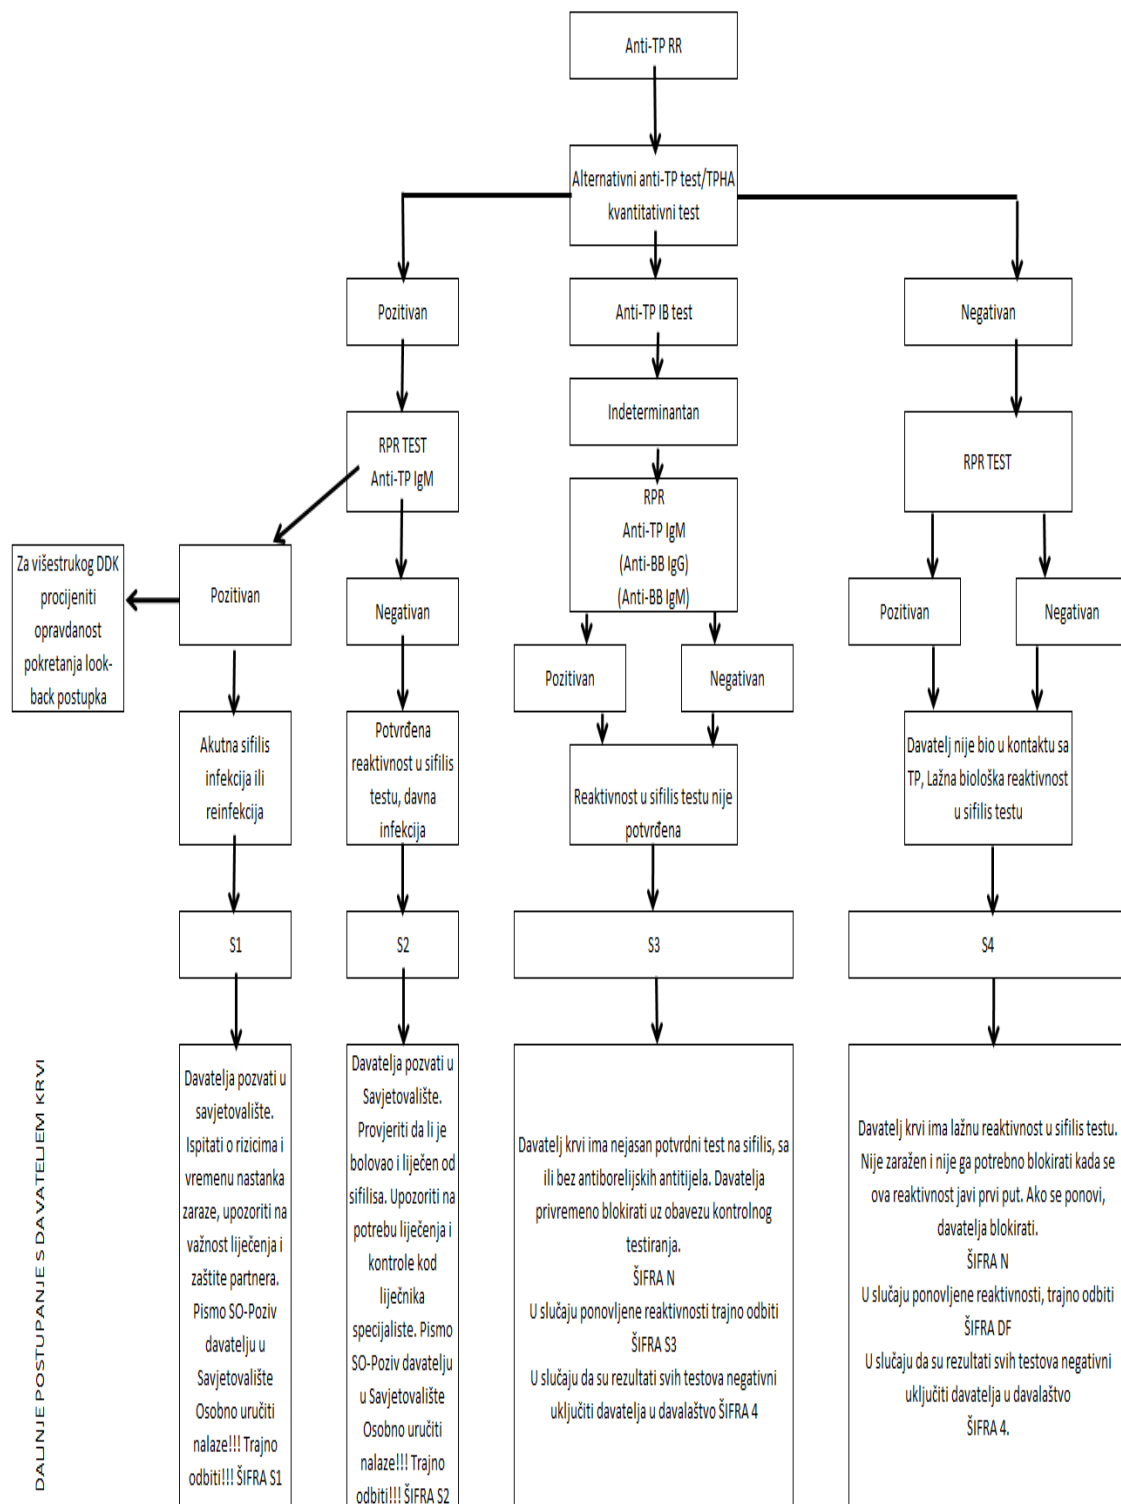 Anti-TP RR
Alternativni anti-TP test/TPHA
kvantitativni test
Pozitivan
Anti-TP IB test
Negativan
Indeterminantan
RPR TEST
Anti-TP IgM
RPR TEST
RPR
Anti-TP IgM
(Anti-BB IgG)
(Anti-BB IgM)
Za višestrukog DDK
procijeniti
opravdanost
pokretanja look-
back postupka
Pozitivan
Negativan
Pozitivan
Negativan
Pozitivan
Negativan
Akutna sifilis
infekcija ili
reinfekcija
Potvrđena
reaktivnost u sifilis
testu, davna
infekcija
Reaktivnost u sifilis testu nije
potvrđena
Davatelj nije bio u kontaktu sa
TP, Lažna biološka reaktivnost
u sifilis testu
S1
S2
S3
S4
DALJNJE POSTUPANJE S DAVATELJEM KRVI
Davatelja pozvati u
savjetovalište.
Ispitati o rizicima i
vremenu nastanka
zaraze, upozoriti na
važnost liječenja i
zaštite partnera.
Pismo SO-Poziv
davatelju u
Savjetovalište
Osobno uručiti
nalaze!!! Trajno
odbiti!!! ŠIFRA S1
Davatelja pozvati u
Savjetovalište.
Provjeriti da li je
bolovao i liječen od
sifilisa. Upozoriti na
potrebu liječenja i
kontrole kod
liječnika
specijaliste. Pismo
SO-Poziv davatelju
u Savjetovalište
Osobno uručiti
nalaze!!! Trajno
odbiti!!! ŠIFRA S2
Davatelj krvi ima nejasan potvrdni test na sifilis, sa
ili bez antiborelijskih antitijela. Davatelja
privremeno blokirati uz obavezu kontrolnog
testiranja.
ŠIFRA N
U slučaju ponovljene reaktivnosti trajno odbiti
ŠIFRA S3
U slučaju da su rezultati svih testova negativni
uključiti davatelja u davalaštvo ŠIFRA 4
Davatelj krvi ima lažnu reaktivnost u sifilis testu.
Nije zaražen i nije ga potrebno blokirati kada se
ova reaktivnost javi prvi put. Ako se ponovi,
davatelja blokirati.
ŠIFRA N
U slučaju ponovljene reaktivnosti, trajno odbiti
ŠIFRA DF
U slučaju da su rezultati svih testova negativni
uključiti davatelja u davalaštvo
ŠIFRA 4.